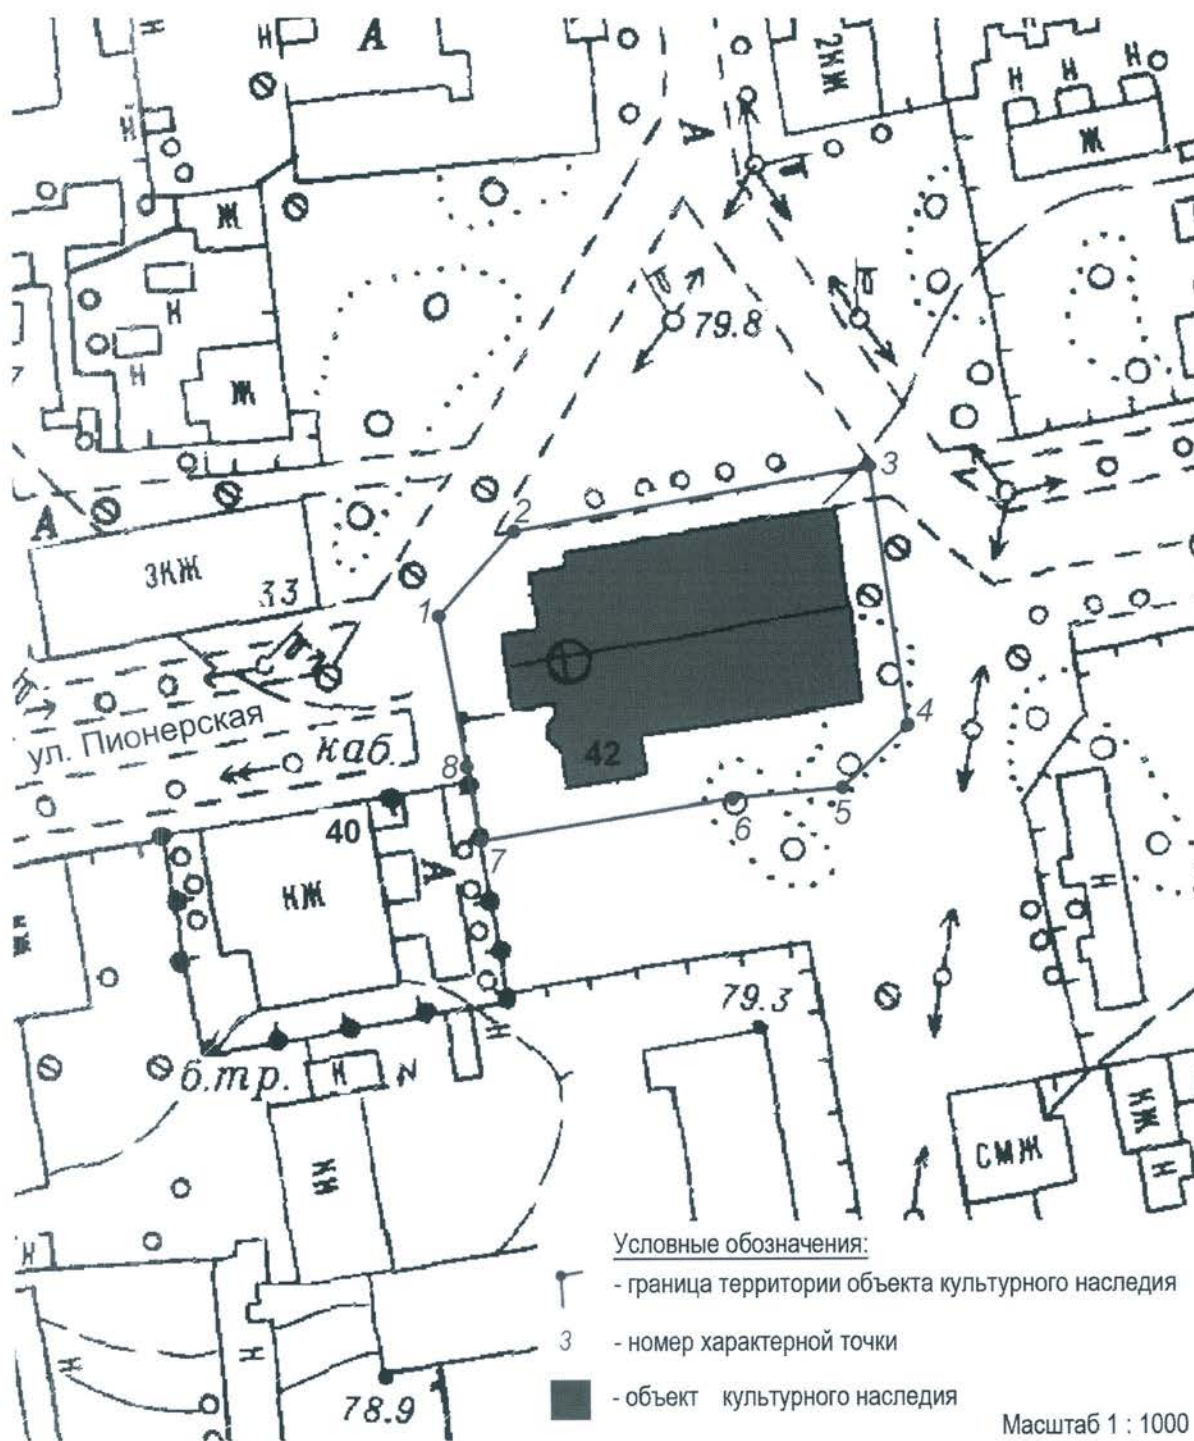 Н
Н
А
2КЖ
Н
Н
Н
Н
А
Ж
Ж
79.8
Н
Н
Ж
3
А
2
3КЖ
33
1
ул. Пионерская
каб.
4
8
42
5
6
40
7
А
КЖ
Н
79.3
Н
б.тр.
Н
КЖ
СМЖ
Н
КН
Н
Н
Н
78.9
Условные обозначения:
- граница территории объекта культурного наследия
3 - номер характерной точки
- объект культурного наследия
Масштаб 1 : 1000